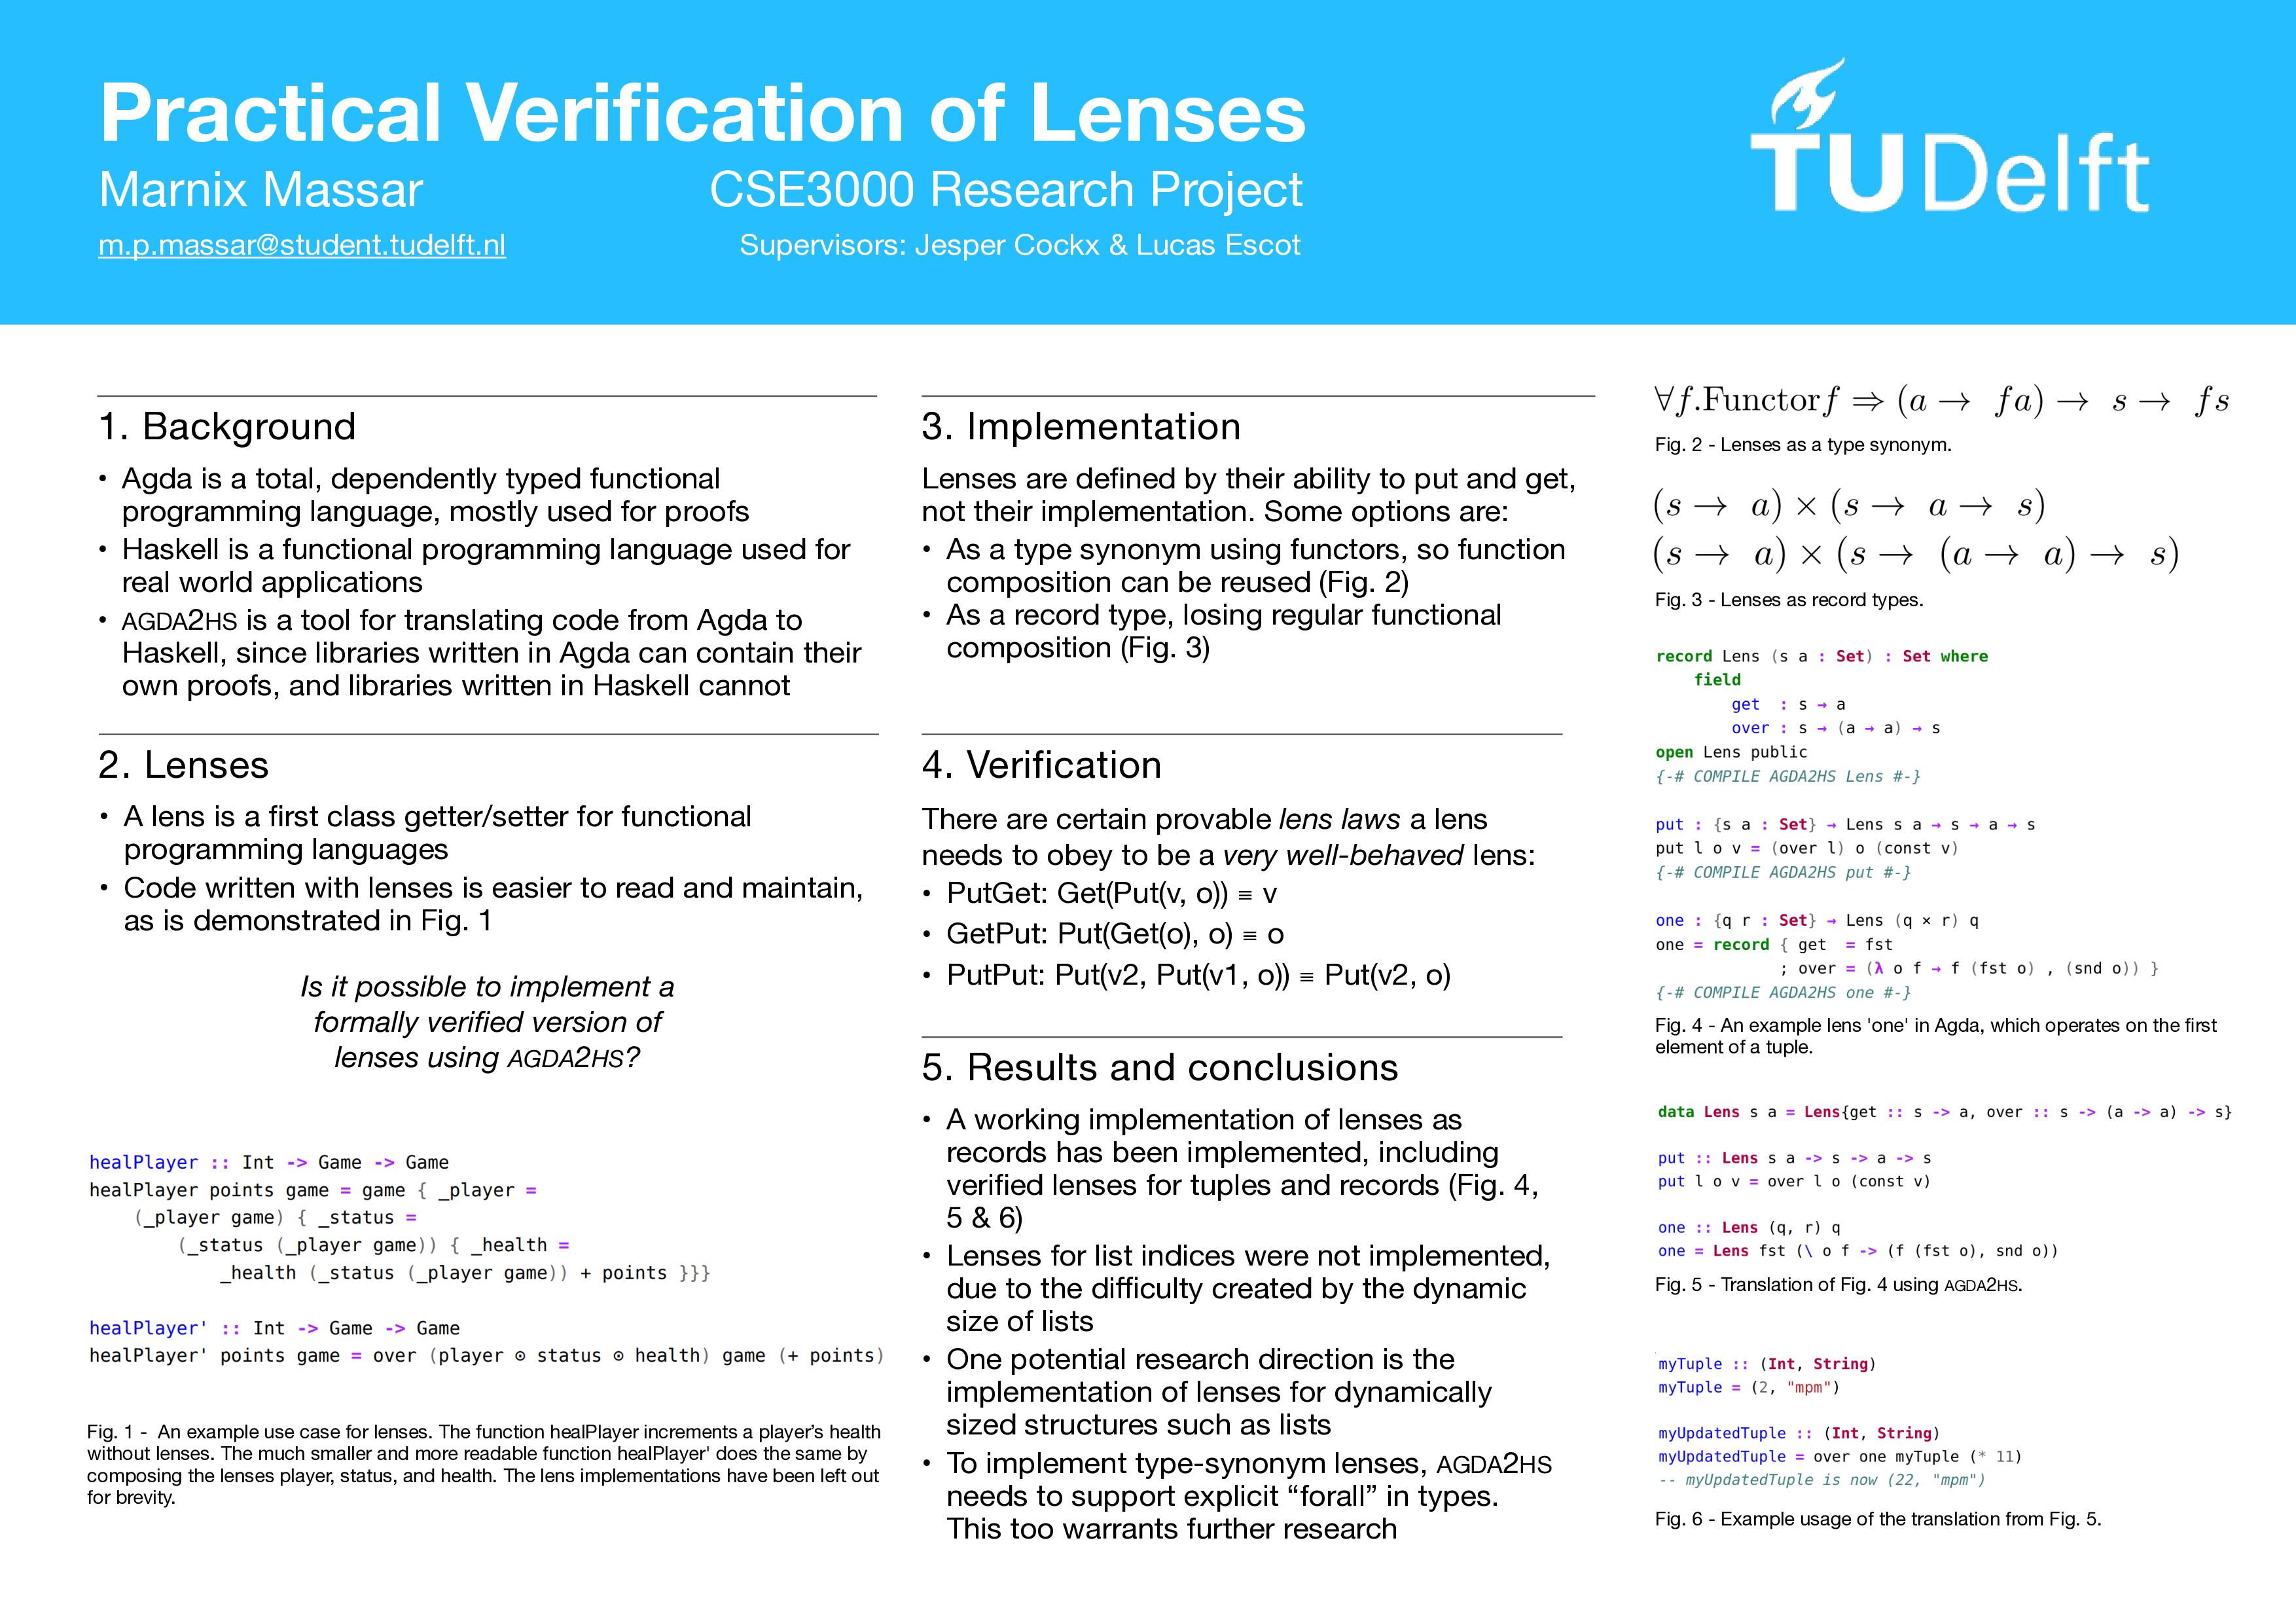 Practical Verification of Lenses
Marnix Massar
CSE3000 Research Project
m.p.massar@student.tudelft.nl
Supervisors: Jesper Cockx & Lucas Escot
TUDelft
1. Background
• Agda is a total, dependently typed functional
programming language, mostly used for proofs
• Haskell is a functional programming language used for
real world applications
• AGDA2HS is a tool for translating code from Agda to
Haskell, since libraries written in Agda can contain their
own proofs, and libraries written in Haskell cannot
2. Lenses
• A lens is a first class getter/setter for functional
programming languages
• Code written with lenses is easier to read and maintain,
as is demonstrated in Fig. 1
Is it possible to implement a
formally verified version of
lenses using AGDA2HS?
healPlayer :: Int -> Game -> Game
healPlayer points game = game { _player =
    (_player game) { _status =
        (_status (_player game)) { _health =
            _health (_status (_player game)) + points }}}
healPlayer' :: Int -> Game -> Game
healPlayer' points game = over (player ⊙ status ⊙ health) game (+ points)
Fig. 1 - An example use case for lenses. The function healPlayer increments a player’s health
without lenses. The much smaller and more readable function healPlayer' does the same by
composing the lenses player, status, and health. The lens implementations have been left out
for brevity.
3. Implementation
Lenses are defined by their ability to put and get,
not their implementation. Some options are:
• As a type synonym using functors, so function
composition can be reused (Fig. 2)
• As a record type, losing regular functional
composition (Fig. 3)
4. Verification
There are certain provable lens laws a lens
needs to obey to be a very well-behaved lens:
• PutGet: Get(Put(v, o)) ≡ v
• GetPut: Put(Get(o), o) ≡ o
• PutPut: Put(v2, Put(v1, o)) ≡ Put(v2, o)
5. Results and conclusions
• A working implementation of lenses as
records has been implemented, including
verified lenses for tuples and records (Fig. 4,
5 & 6)
• Lenses for list indices were not implemented,
due to the difficulty created by the dynamic
size of lists
• One potential research direction is the
implementation of lenses for dynamically
sized structures such as lists
• To implement type-synonym lenses, AGDA2HS
needs to support explicit “forall” in types.
This too warrants further research
∀f.Functorf ⇒ (a → fa) → s → fs
Fig. 2 - Lenses as a type synonym.
(s → a) × (s → a → s)
(s → a) × (s → (a → a) → s)
Fig. 3 - Lenses as record types.
record Lens (s a : Set) : Set where
    field
        get  : s → a
        over : s → (a → a) → s
open Lens public
{-# COMPILE AGDA2HS Lens #-}
put : {s a : Set} → Lens s a → s → a → s
put l o v = (over l) o (const v)
{-# COMPILE AGDA2HS put #-}
one : {q r : Set} → Lens (q × r) q
one = record { get  = fst
             ; over = (λ o f → f (fst o) , (snd o)) }
{-# COMPILE AGDA2HS one #-}
Fig. 4 - An example lens 'one' in Agda, which operates on the first
element of a tuple.
data Lens s a = Lens{get :: s -> a, over :: s -> (a -> a) -> s}
put :: Lens s a -> s -> a -> s
put l o v = over l o (const v)
one :: Lens (q, r) q
one = Lens fst (\ o f -> (f (fst o), snd o))
Fig. 5 - Translation of Fig. 4 using AGDA2HS.
myTuple :: (Int, String)
myTuple = (2, "mpm")
myUpdatedTuple :: (Int, String)
myUpdatedTuple = over one myTuple (* 11)
-- myUpdatedTuple is now (22, "mpm")
Fig. 6 - Example usage of the translation from Fig. 5.